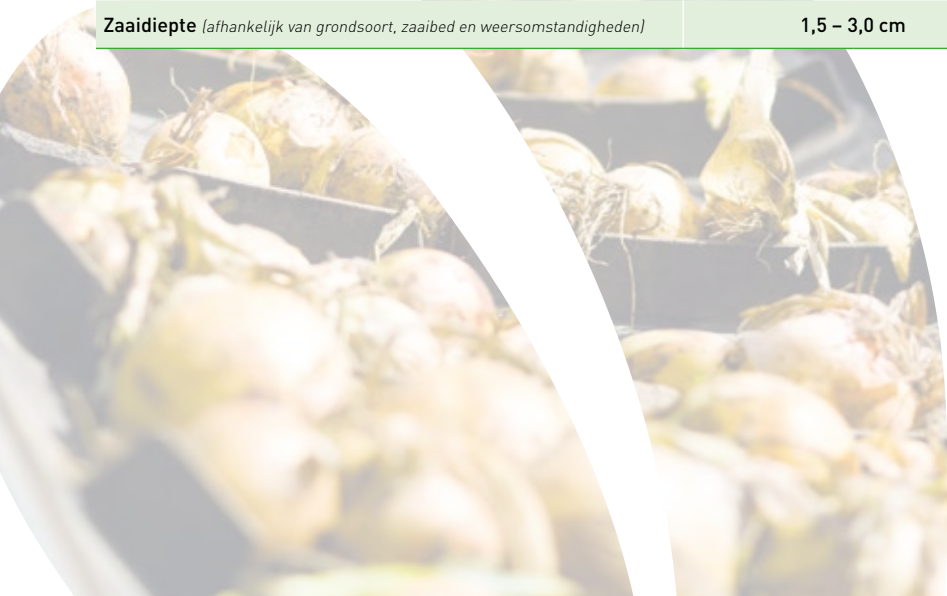 Zaaidiepte (afhankelijk van grondsoort, zaaibed en weersomstandigheden) 1,5 – 3,0 cm